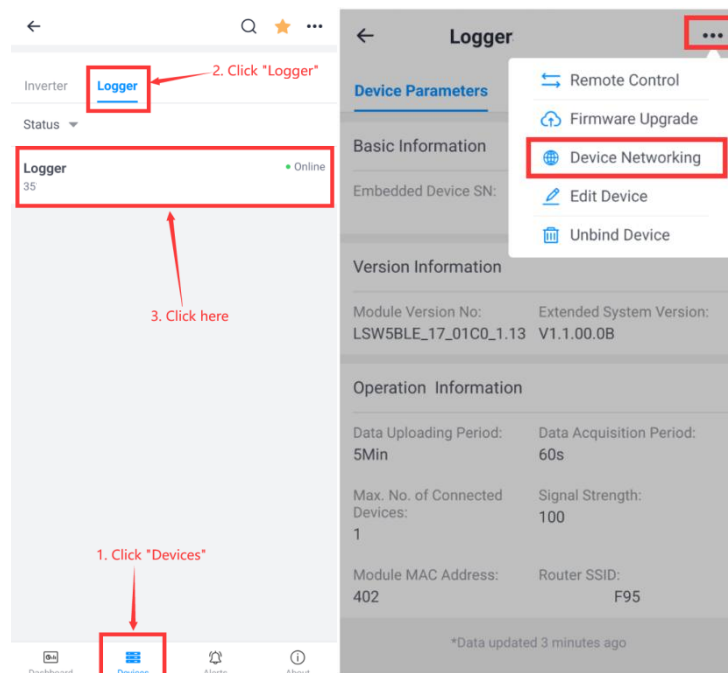 2. Click "Logger"
Inverter
Logger
Status
Logger
Online
35
3. Click here
1. Click "Devices"
Dashboard
Devices
Alerts
About
Logger
Remote Control
Firmware Upgrade
Device Networking
Edit Device
Unbind Device
Device Parameters
Basic Information
Embedded Device SN:
Version Information
Module Version No: Extended System Version:
LSW5BLE_17_01C0_1.13 V1.1.00.0B
Operation Information
Data Uploading Period: Data Acquisition Period:
5Min 60s
Max. No. of Connected Signal Strength:
Devices: 100
1
Module MAC Address: Router SSID:
402 F95
*Data updated 3 minutes ago